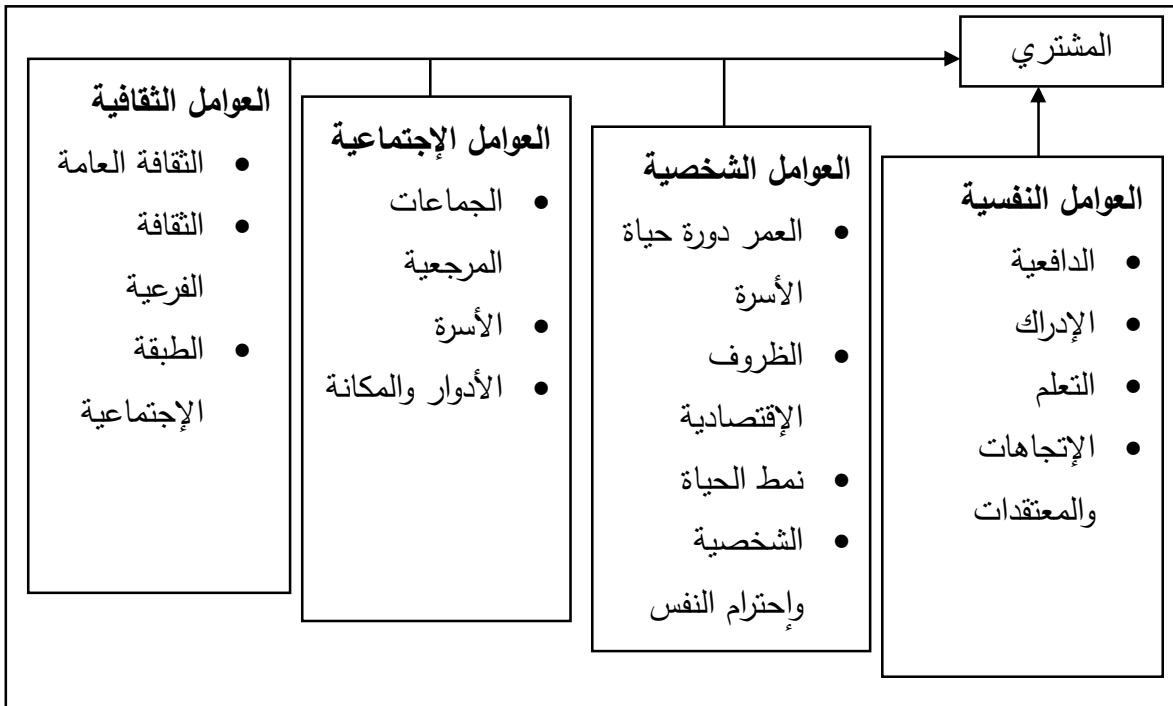 المشتري
العوامل الثقافية
• الثقافة العامة
• الثقافة
الفرعية
• الطبقة
الإجتماعية
العوامل الإجتماعية
• الجماعات
المرجعية
• الأسرة
• الأدوار والمكانة
العوامل الشخصية
• العمر دورة حياة
الأسرة
• الظروف
الإقتصادية
• نمط الحياة
• الشخصية
وإحترام النفس
العوامل النفسية
• الدافعية
• الإدراك
• التعلم
• الإتجاهات
والمعتقدات